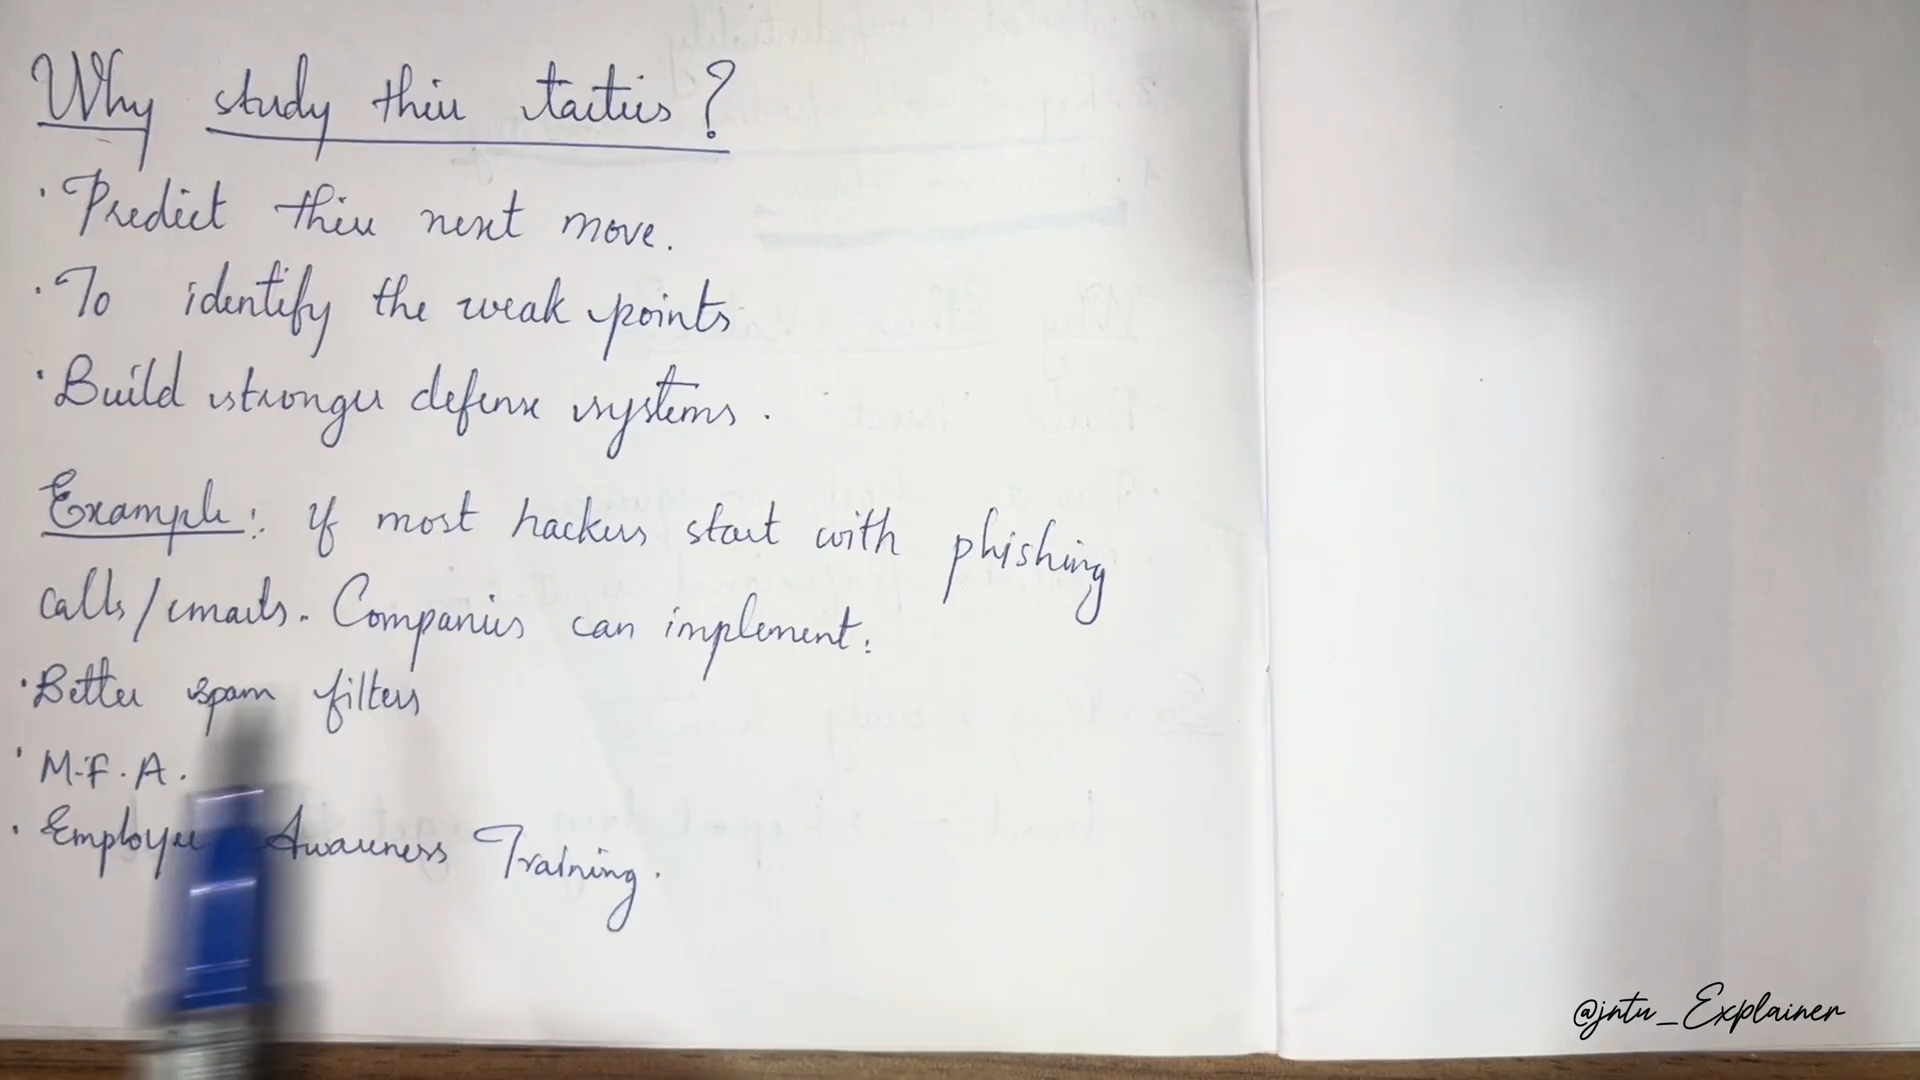 Why study their tactics?
· Predict their next move.
· To identify the weak points
· Build stronger defense systems.
Example: If most hackers start with phishing
calls/emails. Companies can implement:
· Better spam filters
· M.F.A.
· Employee Awareness Training.
@jntu_Explainer